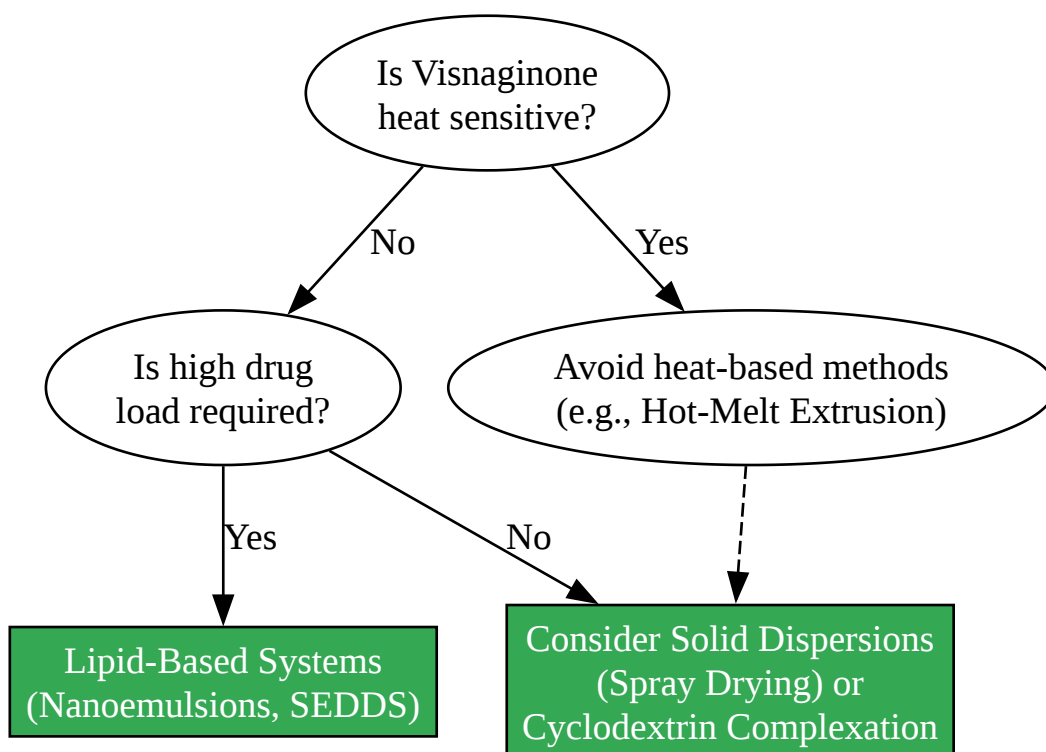 Is Visnaginone
heat sensitive?
No
Yes
Is high drug
load required?
Avoid heat-based methods
(e.g., Hot-Melt Extrusion)
Yes
No
Lipid-Based Systems
(Nanoemulsions, SEDDS)
Consider Solid Dispersions
(Spray Drying) or
Cyclodextrin Complexation